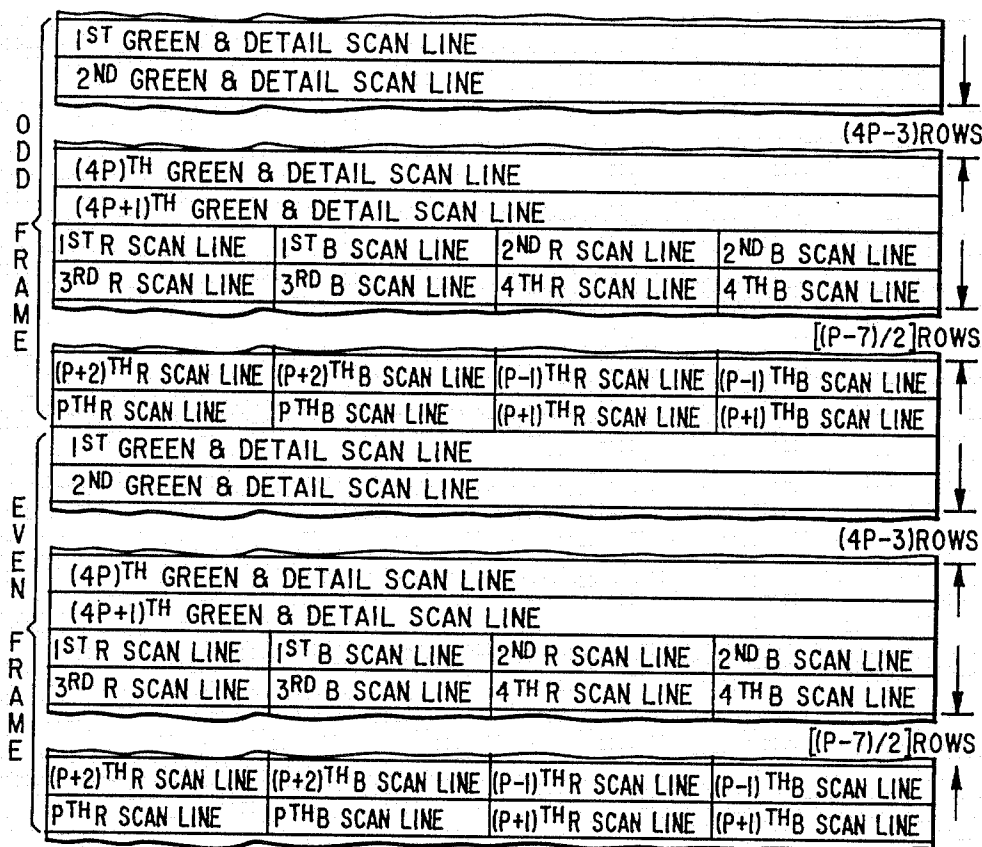 ODD FRAME
1ST GREEN & DETAIL SCAN LINE
2ND GREEN & DETAIL SCAN LINE
(4P-3)ROWS
(4P)TH GREEN & DETAIL SCAN LINE
(4P+1)TH GREEN & DETAIL SCAN LINE
1ST R SCAN LINE 1ST B SCAN LINE 2ND R SCAN LINE 2ND B SCAN LINE
3RD R SCAN LINE 3RD B SCAN LINE 4TH R SCAN LINE 4TH B SCAN LINE
[(P-7)/2]ROWS
(P+2)TH R SCAN LINE (P+2)TH B SCAN LINE (P-1)TH R SCAN LINE (P-1)TH B SCAN LINE
PTH R SCAN LINE PTH B SCAN LINE (P+1)TH R SCAN LINE (P+1)TH B SCAN LINE
EVEN FRAME
1ST GREEN & DETAIL SCAN LINE
2ND GREEN & DETAIL SCAN LINE
(4P-3)ROWS
(4P)TH GREEN & DETAIL SCAN LINE
(4P+1)TH GREEN & DETAIL SCAN LINE
1ST R SCAN LINE 1ST B SCAN LINE 2ND R SCAN LINE 2ND B SCAN LINE
3RD R SCAN LINE 3RD B SCAN LINE 4TH R SCAN LINE 4TH B SCAN LINE
[(P-7)/2]ROWS
(P+2)TH R SCAN LINE (P+2)TH B SCAN LINE (P-1)TH R SCAN LINE (P-1)TH B SCAN LINE
PTH R SCAN LINE PTH B SCAN LINE (P+1)TH R SCAN LINE (P+1)TH B SCAN LINE